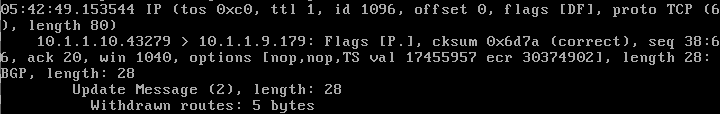 05:42:49.153544 IP (tos 0xc0, ttl 1, id 1096, offset 0, flags [DF], proto TCP (6
), length 80)
10.1.1.10.43279 > 10.1.1.9.179: Flags [P.], cksum 0x6d7a (correct), seq 38:6
6, ack 20, win 1040, options [nop,nop,TS val 17455957 ecr 30374902], length 28:
BGP, length: 28
Update Message (2), length: 28
Withdrawn routes: 5 bytes